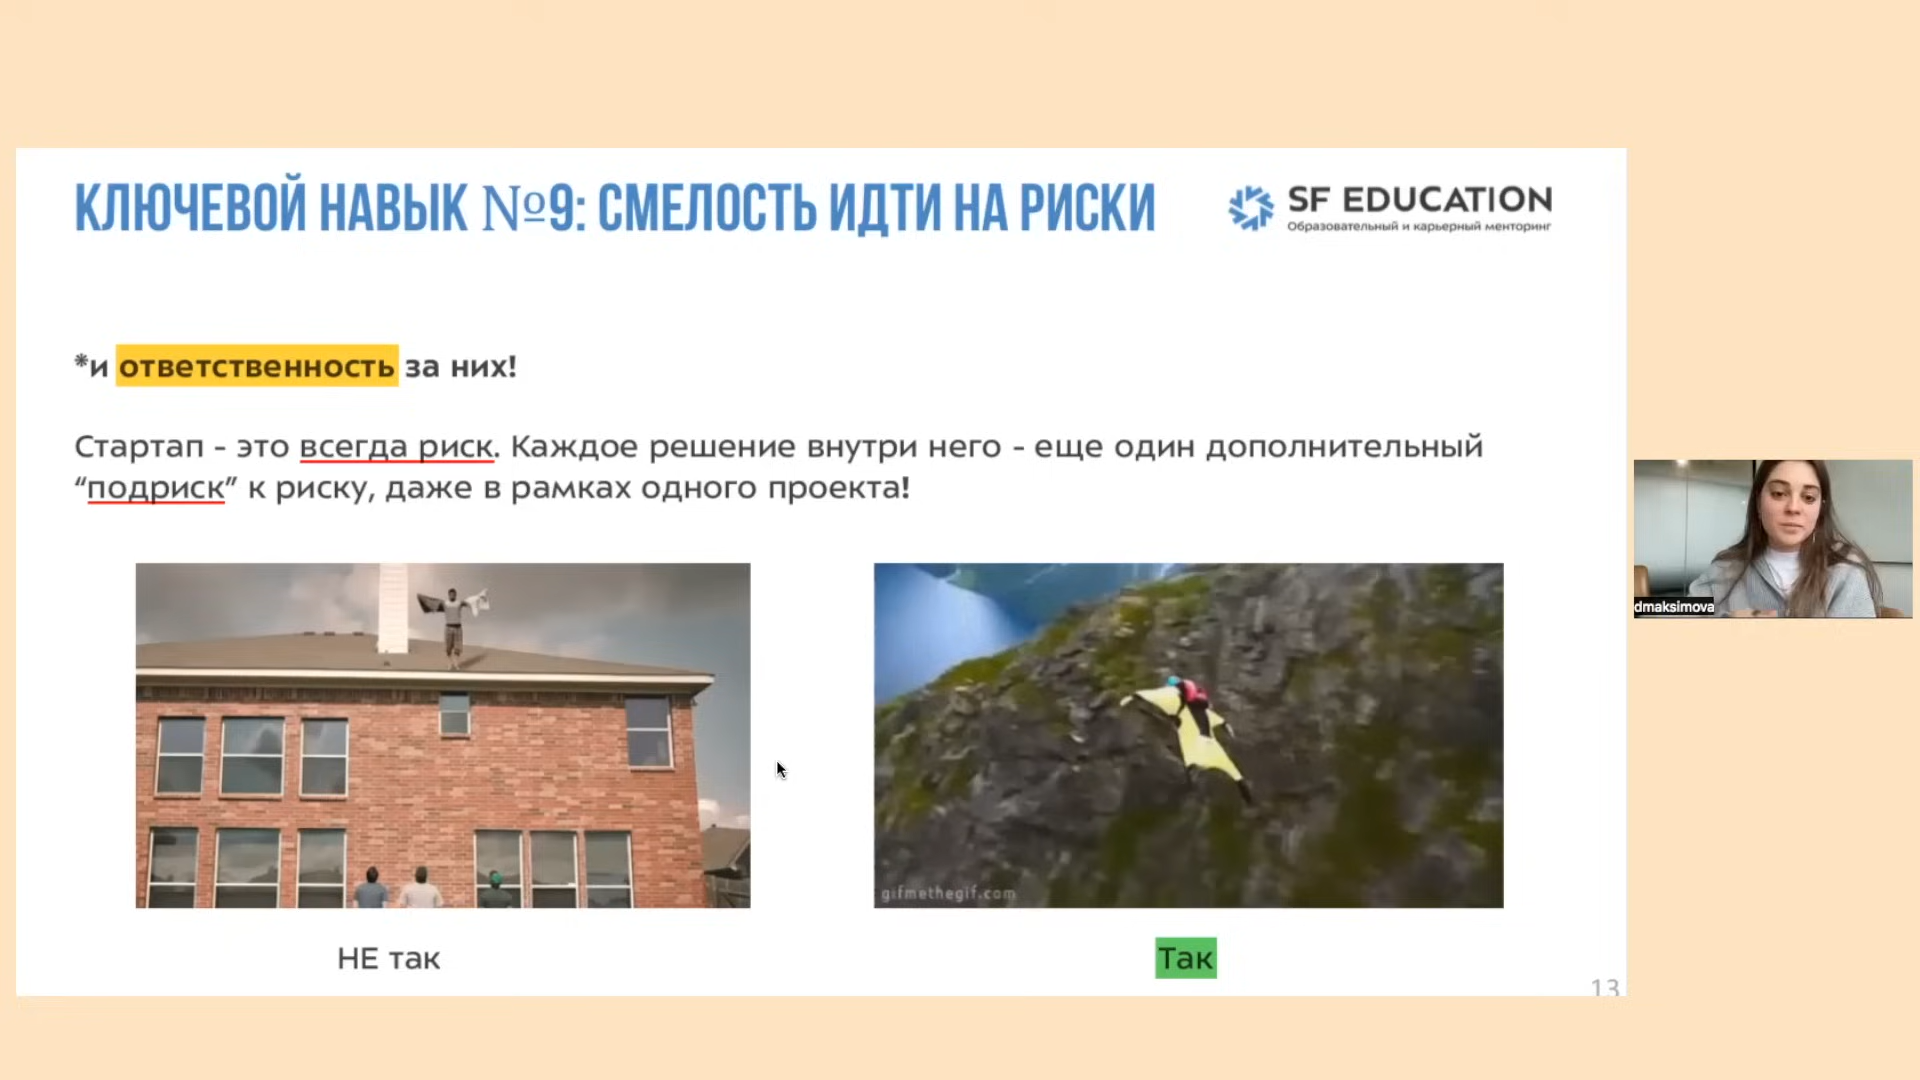 КЛЮЧЕВОЙ НАВЫК №9: СМЕЛОСТЬ ИДТИ НА РИСКИ
SF EDUCATION
Образовательный и карьерный менторинг
*и ответственность за них!
Стартап - это всегда риск. Каждое решение внутри него - еще один дополнительный
“подриск” к риску, даже в рамках одного проекта!
dmaksimova
gifmethegif.com
НЕ так
Так
13